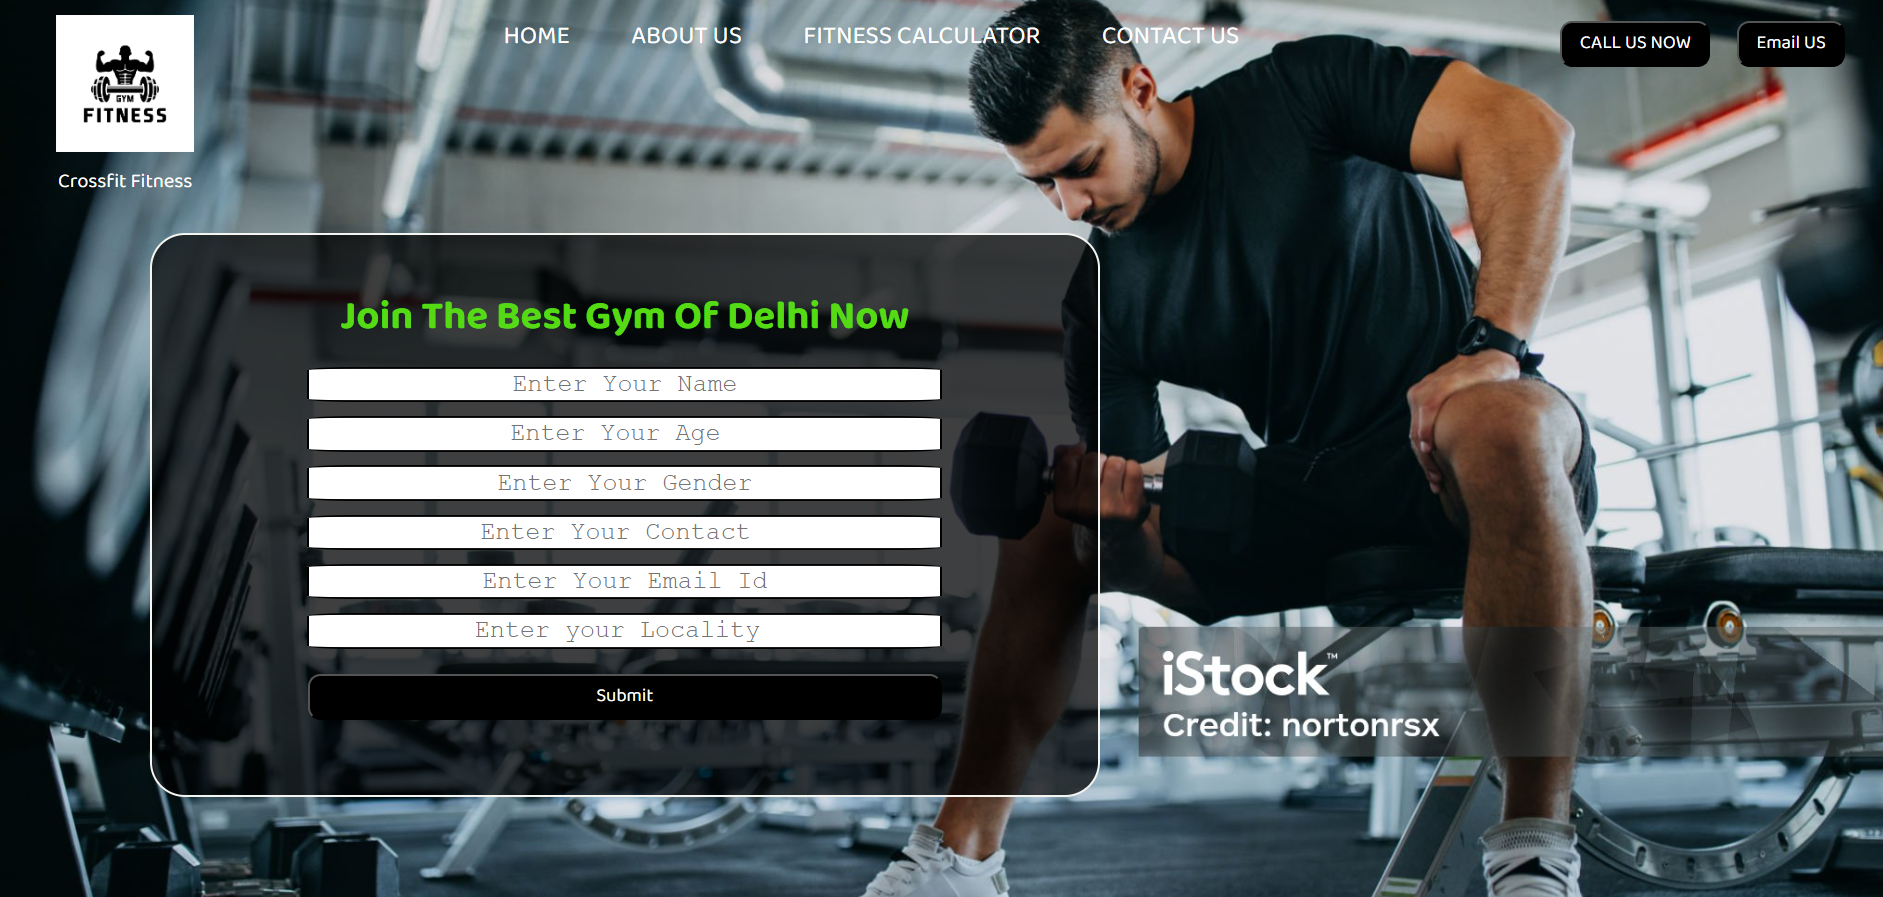 HOME ABOUT US FITNESS CALCULATOR CONTACT US
CALL US NOW Email US
GYM
FITNESS
Crossfit Fitness
Join The Best Gym Of Delhi Now
Enter Your Name
Enter Your Age
Enter Your Gender
Enter Your Contact
Enter Your Email Id
Enter your Locality
Submit
iStock™
Credit: nortonrsx